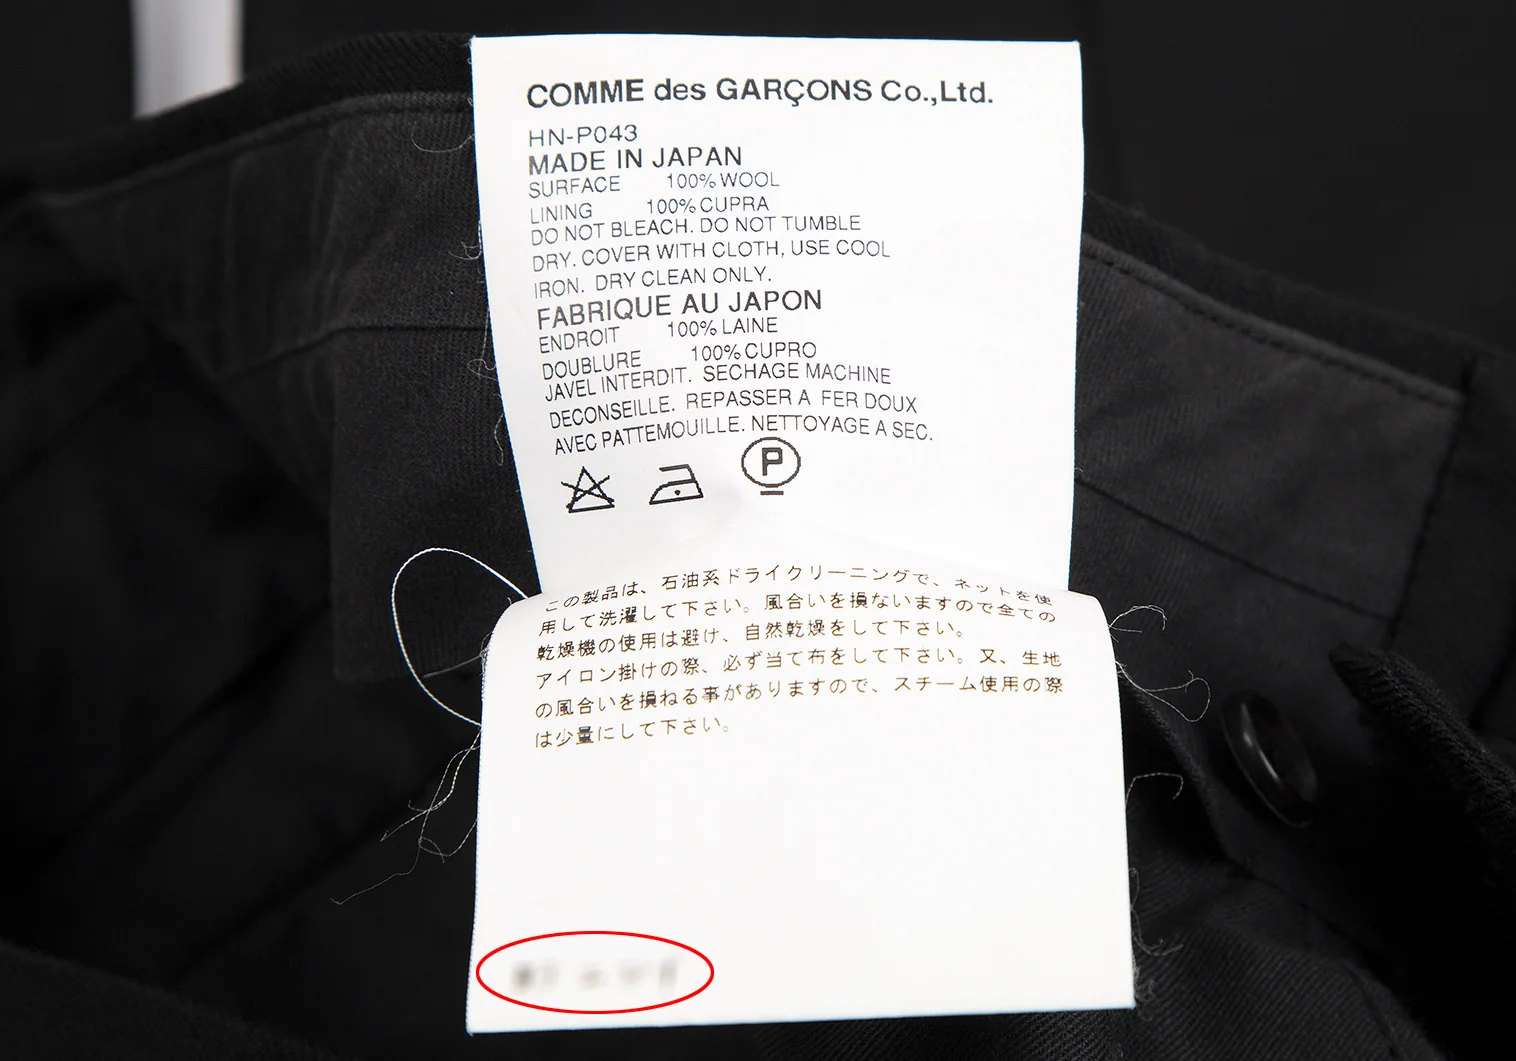 COMME des GARÇONS Co.,Ltd.
HN-P043
MADE IN JAPAN
SURFACE 100% WOOL
LINING 100% CUPRA
DO NOT BLEACH. DO NOT TUMBLE
DRY. COVER WITH CLOTH, USE COOL
IRON. DRY CLEAN ONLY.
FABRIQUE AU JAPON
ENDROIT 100% LAINE
DOUBLURE 100% CUPRO
JAVEL INTERDIT. SECHAGE MACHINE
DECONSEILLE. REPASSER A FER DOUX
AVEC PATTEMOUILLE. NETTOYAGE A SEC.
P
この製品は、石油系ドライクリーニングで、ネットを使
用して洗濯して下さい。風合いを損ないますので全ての
乾燥機の使用は避け、自然乾燥をして下さい。
アイロン掛けの際、必ず当て布をして下さい。又、生地
の風合いを損ねる事がありますので、スチーム使用の際
は少量にして下さい。